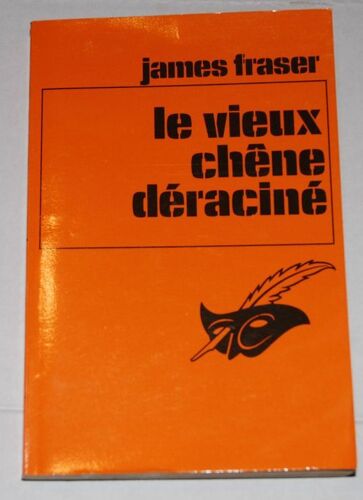 james fraser
le vieux
chêne
déraciné